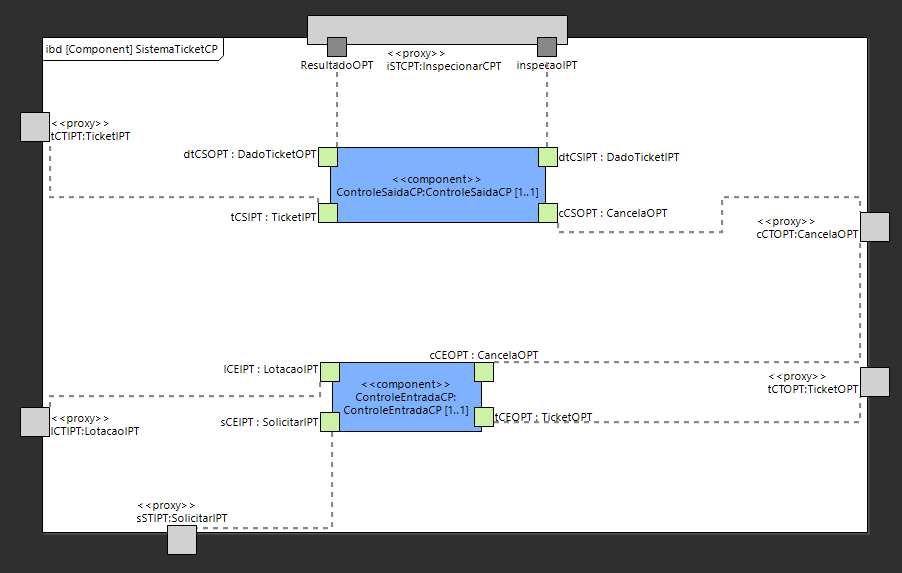 ibd [Component] SistemaTicketCP
<<proxy>>
iSTCPT:InspecionarCPT
ResultadoOPT
inspecaoIPT
<<proxy>>
tCTIPT:TicketIPT
dtCSOPT : DadoTicketOPT
dtCSIPT : DadoTicketIPT
<<component>>
ControleSaidaCP:ControleSaidaCP [1..1]
tCSIPT : TicketIPT
cCSOPT : CancelaOPT
<<proxy>>
cCTOPT:CancelaOPT
cCEOPT : CancelaOPT
lCEIPT : LotacaoIPT
<<component>>
ControleEntradaCP:
ControleEntradaCP [1..1]
<<proxy>>
tCTOPT:TicketOPT
sCEIPT : SolicitarIPT
tCEOPT : TicketOPT
<<proxy>>
lCTIPT:LotacaoIPT
<<proxy>>
sSTIPT:SolicitarIPT